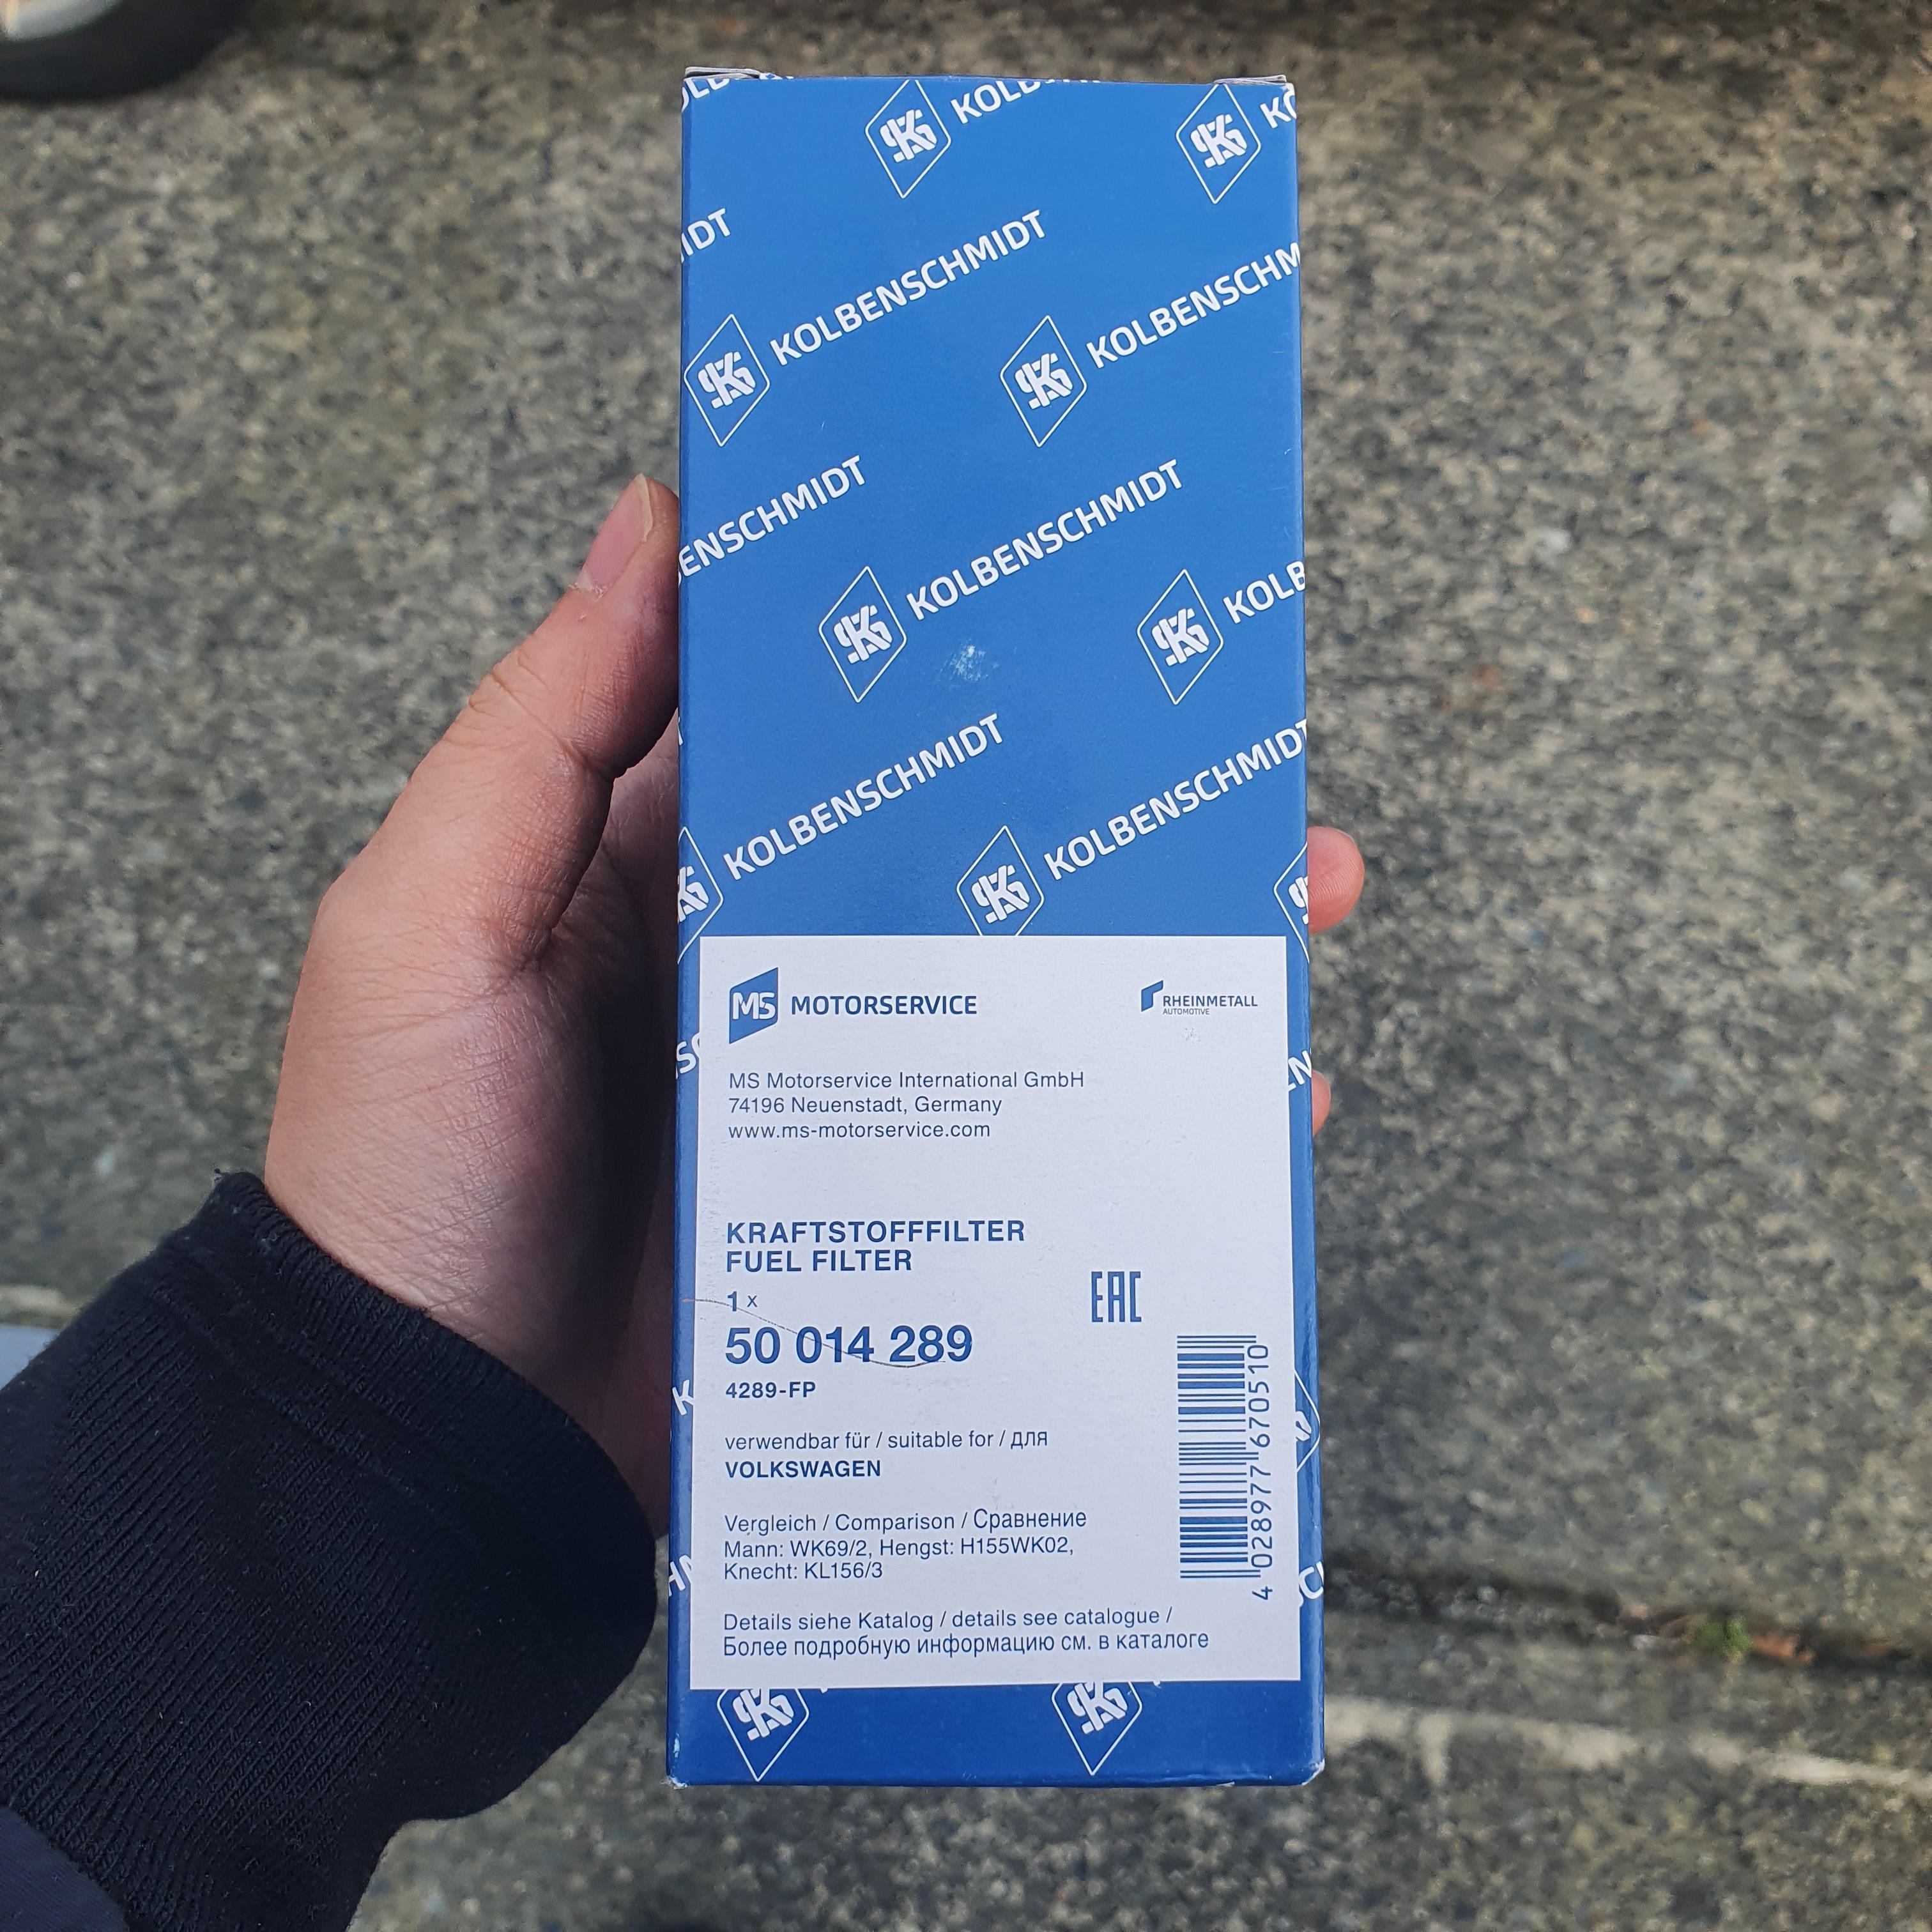 KOLBENSCHMIDT
KOLBENSCHMIDT
KOLBENSCHMIDT
KOLBENSCHMIDT
KOLBENSCHMIDT
MS MOTORSERVICE
RHEINMETALL
AUTOMOTIVE
MS Motorservice International GmbH
74196 Neuenstadt, Germany
www.ms-motorservice.com
KRAFTSTOFFFILTER
FUEL FILTER
1 x
EAC
50 014 289
4289-FP
verwendbar für / suitable for / для
VOLKSWAGEN
Vergleich / Comparison / Сравнение
Mann: WK69/2, Hengst: H155WK02,
Knecht: KL156/3
4 028977 670510
Details siehe Katalog / details see catalogue /
Более подробную информацию см. в каталоге